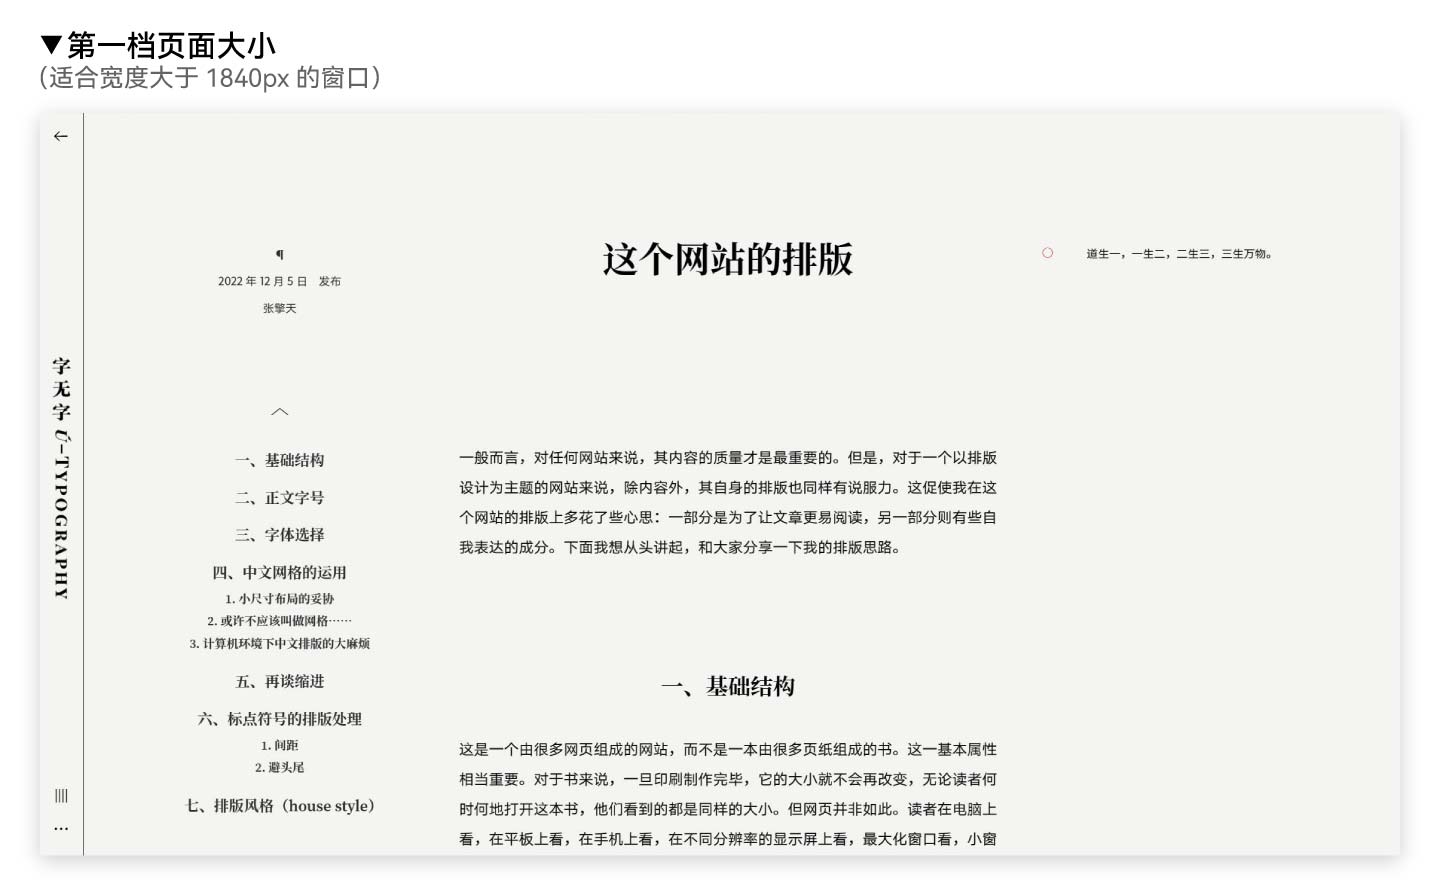 ▼第一档页面大小
（适合宽度大于 1840px 的窗口）
←
字无字 Ú–TYPOGRAPHY
¶
2022 年 12 月 5 日　发布
张擎天
一、基础结构
二、正文字号
三、字体选择
四、中文网格的运用
1. 小尺寸布局的妥协
2. 或许不应该叫做网格……
3. 计算机环境下中文排版的大麻烦
五、再谈缩进
六、标点符号的排版处理
1. 间距
2. 避头尾
七、排版风格（house style）
这个网站的排版
一般而言，对任何网站来说，其内容的质量才是最重要的。但是，对于一个以排版
设计为主题的网站来说，除内容外，其自身的排版也同样有说服力。这促使我在这
个网站的排版上多花了些心思：一部分是为了让文章更易阅读，另一部分则有些自
我表达的成分。下面我想从头讲起，和大家分享一下我的排版思路。
一、基础结构
这是一个由很多网页组成的网站，而不是一本由很多页纸组成的书。这一基本属性
相当重要。对于书来说，一旦印刷制作完毕，它的大小就不会再改变，无论读者何
时何地打开这本书，他们看到的都是同样的大小。但网页并非如此。读者在电脑上
看，在平板上看，在手机上看，在不同分辨率的显示屏上看，最大化窗口看，小窗
道生一，一生二，二生三，三生万物。